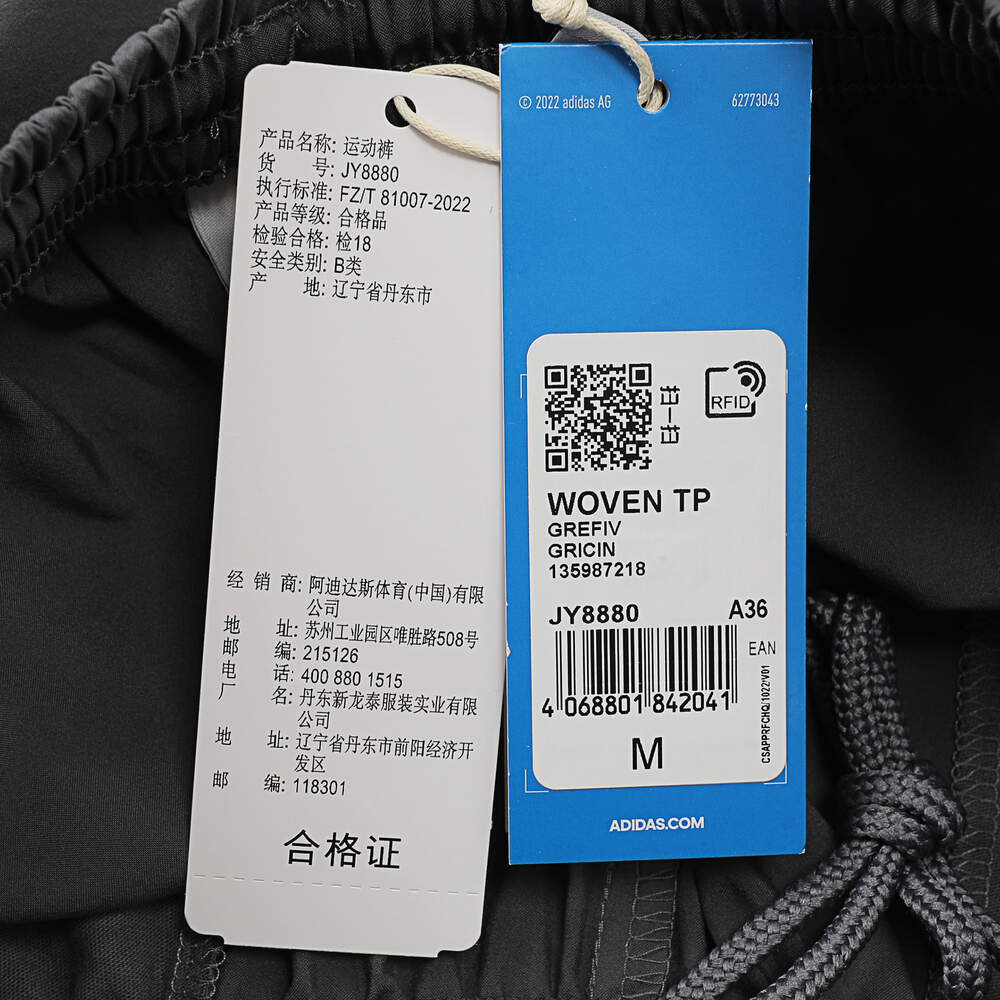 产品名称: 运动裤
货 号: JY8880
执行标准: FZ/T 81007-2022
产品等级: 合格品
检验合格: 检18
安全类别: B类
产 地: 辽宁省丹东市
经 销 商: 阿迪达斯体育(中国)有限
公司
地 址: 苏州工业园区唯胜路508号
邮 编: 215126
电 话: 400 880 1515
厂 名: 丹东新龙泰服装实业有限
公司
地 址: 辽宁省丹东市前阳经济开
发区
邮 编: 118301
合格证
© 2022 adidas AG
62773043
扫一扫
RFID
WOVEN TP
GREFIV
GRICIN
135987218
JY8880 A36
EAN
4 068801 842041
CSAPPRFCHQ/1022/V01
M
ADIDAS.COM